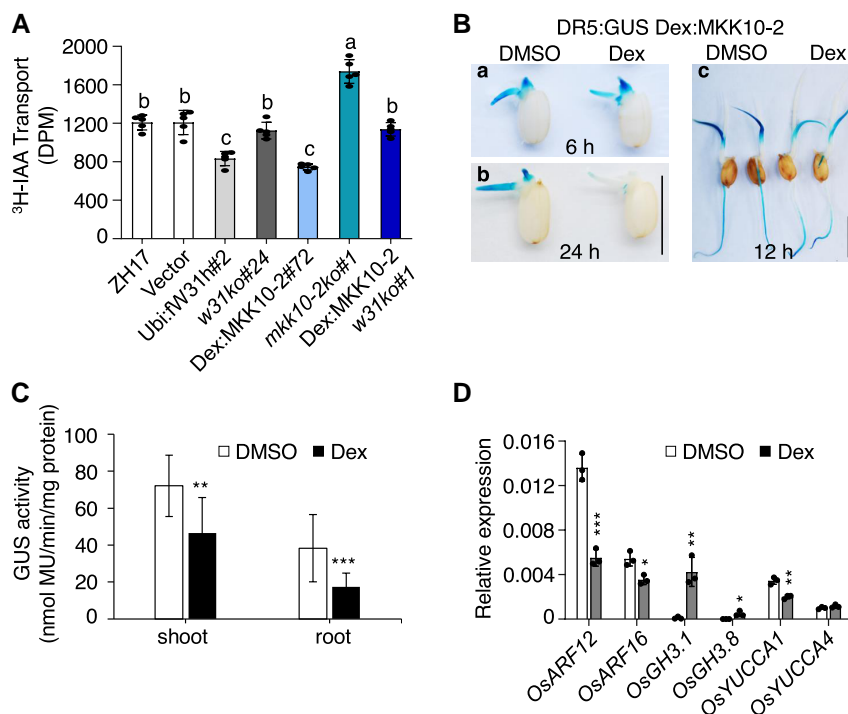 A
³H-IAA Transport
(DPM)
2000
1600
1200
800
400
0
b
b
c
b
c
a
b
ZH17
Vector
Ubi:fW31h#2
w31ko#24
Dex:MKK10-2#72
mkk10-2ko#1
Dex:MKK10-2
w31ko#1
B
DR5:GUS Dex:MKK10-2
DMSO Dex DMSO Dex
a
6 h
b
24 h
c
12 h
C
GUS activity
(nmol MU/min/mg protein)
100
80
60
40
20
0
DMSO Dex
**
***
shoot root
D
Relative expression
0.016
0.012
0.008
0.004
0
DMSO Dex
***
*
**
*
**
OsARF12
OsARF16
OsGH3.1
OsGH3.8
OsYUCCA1
OsYUCCA4